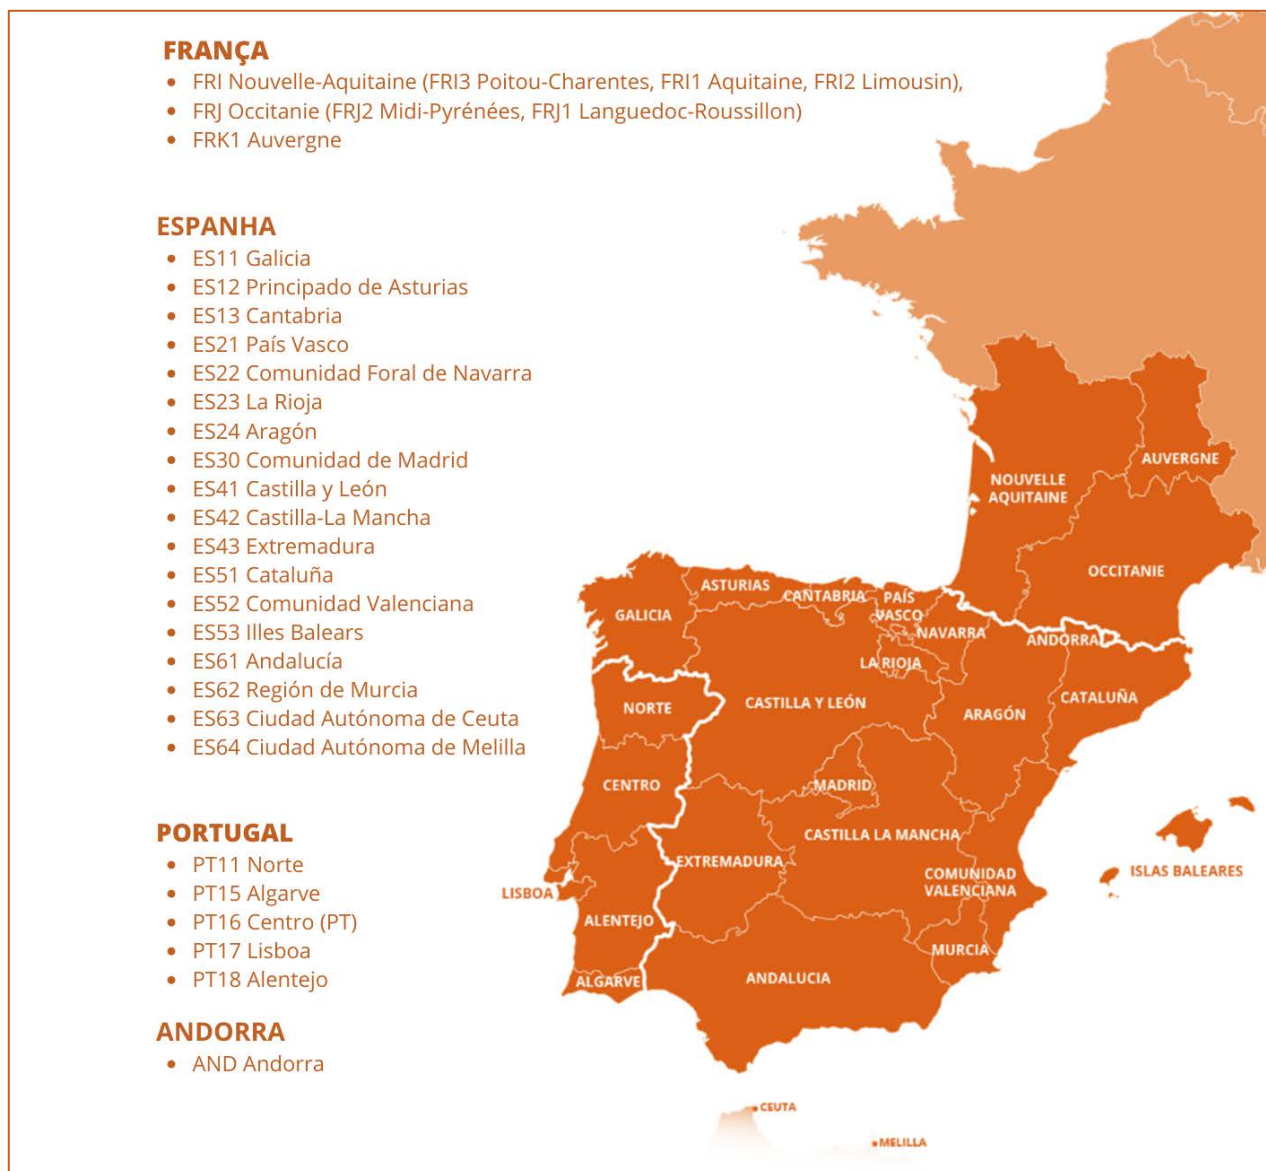 FRANÇA
• FRI Nouvelle-Aquitaine (FRI3 Poitou-Charentes, FRI1 Aquitaine, FRI2 Limousin),
• FRJ Occitanie (FRJ2 Midi-Pyrénées, FRJ1 Languedoc-Roussillon)
• FRK1 Auvergne
ESPANHA
• ES11 Galicia
• ES12 Principado de Asturias
• ES13 Cantabria
• ES21 País Vasco
• ES22 Comunidad Foral de Navarra
• ES23 La Rioja
• ES24 Aragón
• ES30 Comunidad de Madrid
• ES41 Castilla y León
• ES42 Castilla-La Mancha
• ES43 Extremadura
• ES51 Cataluña
• ES52 Comunidad Valenciana
• ES53 Illes Balears
• ES61 Andalucía
• ES62 Región de Murcia
• ES63 Ciudad Autónoma de Ceuta
• ES64 Ciudad Autónoma de Melilla
PORTUGAL
• PT11 Norte
• PT15 Algarve
• PT16 Centro (PT)
• PT17 Lisboa
• PT18 Alentejo
ANDORRA
• AND Andorra
AUVERGNE
NOUVELLE
AQUITAINE
OCCITANIE
ASTURIAS
CANTABRIA
PAÍS
VASCO
GALICIA
NAVARRA
ANDORRA
LA RIOJA
CATALUÑA
CASTILLA Y LEÓN
NORTE
ARAGÓN
CENTRO
MADRID
CASTILLA LA MANCHA
EXTREMADURA
ISLAS BALEARES
COMUNIDAD
VALENCIANA
LISBOA
ALENTEJO
MURCIA
ANDALUCIA
ALGARVE
CEUTA
MELILLA